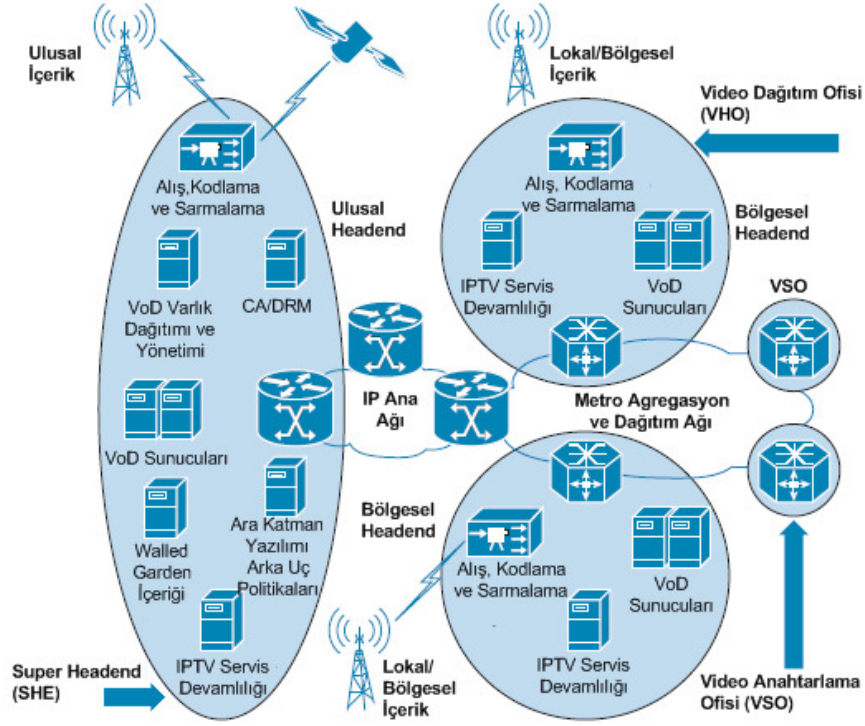 Ulusal
İçerik
Lokal/Bölgesel
İçerik
Video Dağıtım Ofisi
(VHO)
Alış,Kodlama
ve Sarmalama
Ulusal
Headend
VoD Varlık
Dağıtımı ve
Yönetimi
CA/DRM
VoD Sunucuları
Walled
Garden
İçeriği
Ara Katman
Yazılımı
Arka Uç
Politikaları
IPTV Servis
Devamlılığı
Super Headend
(SHE)
IP Ana
Ağı
Alış, Kodlama
ve Sarmalama
Bölgesel
Headend
IPTV Servis
Devamlılığı
VoD
Sunucuları
VSO
Metro Agregasyon
ve Dağıtım Ağı
Bölgesel
Headend
Alış, Kodlama
ve Sarmalama
VoD
Sunucuları
IPTV Servis
Devamlılığı
Lokal/
Bölgesel
İçerik
Video Anahtarlama
Ofisi (VSO)